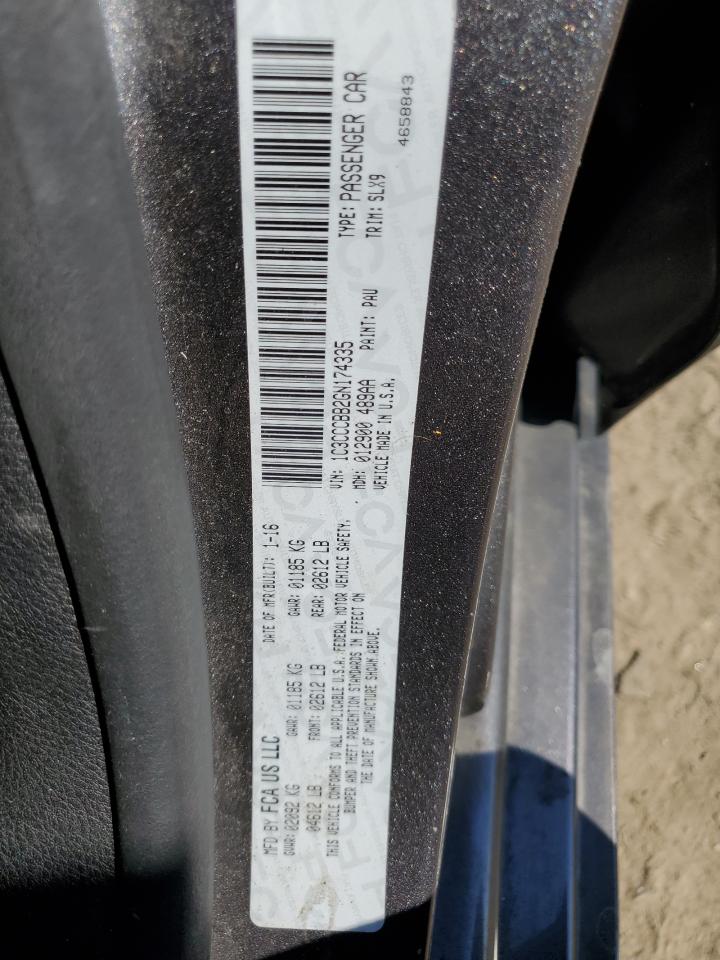 MFD BY FCA US LLC
DATE OF MFR(BUILT): 1-16
GVWR: 02092 KG
GAWR: 01185 KG
GAWR: 01185 KG
04612 LB
FRONT: 02612 LB
REAR: 02612 LB
THIS VEHICLE CONFORMS TO ALL APPLICABLE U.S.A. FEDERAL MOTOR VEHICLE SAFETY,
BUMPER AND THEFT PREVENTION STANDARDS IN EFFECT ON
THE DATE OF MANUFACTURE SHOWN ABOVE.
VIN: 1C3CCCBB2GN174335
TYPE: PASSENGER CAR
MDH: 012900 489AA
PAINT: PAU
TRIM: SLX9
VEHICLE MADE IN U.S.A.
4658843